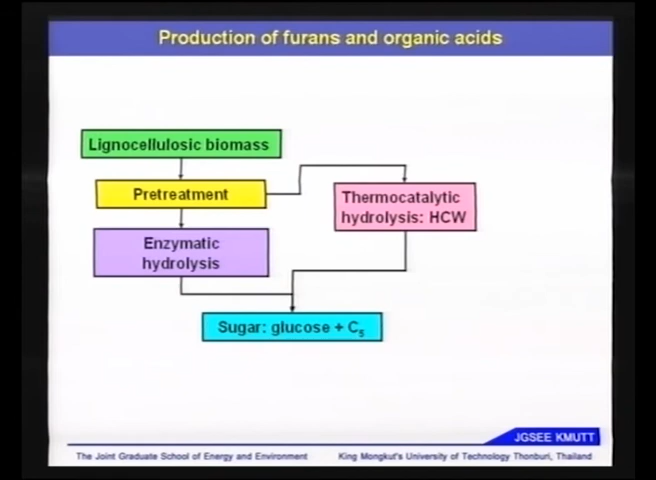 Production of furans and organic acids
Lignocellulosic biomass
Pretreatment
Thermocatalytic
hydrolysis: HCW
Enzymatic
hydrolysis
Sugar: glucose + C5
JGSEE KMUTT
The Joint Graduate School of Energy and Environment
King Mongkut's University of Technology Thonburi, Thailand